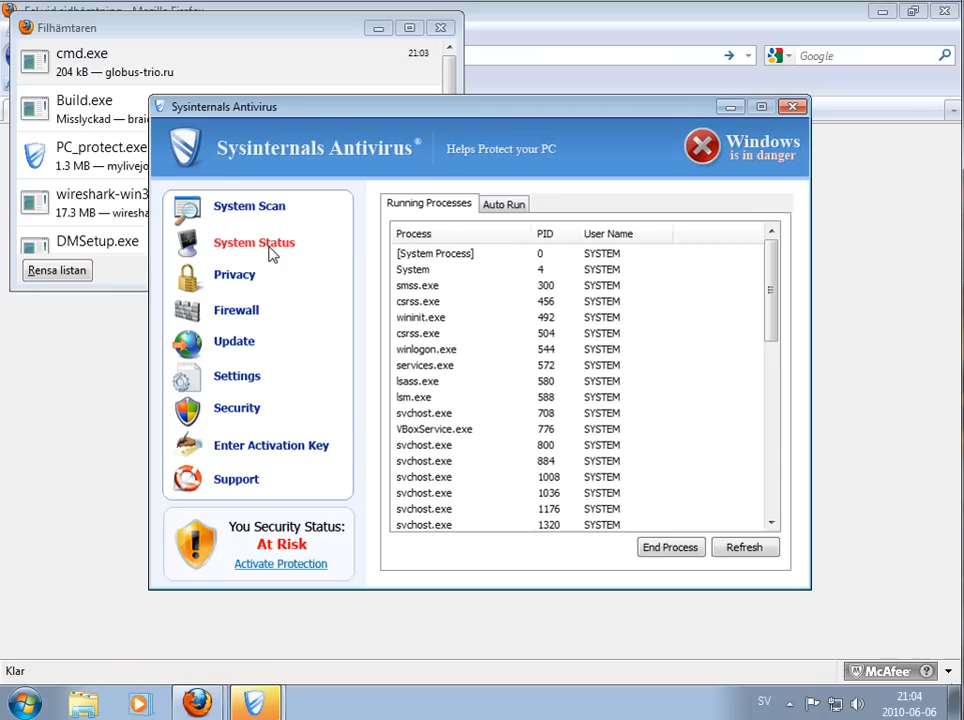 Filhämtaren
cmd.exe
21:03
204 kB — globus-trio.ru
Build.exe
Misslyckad —
PC_protect.exe
1.3 MB —
17.3 MB —
DMSetup.exe
Rensa listan
Google
Sysinternals Antivirus
Sysinternals Antivirus®
Helps Protect your PC
Windows
is in danger
System Scan
System Status
Privacy
Firewall
Update
Settings
Security
Enter Activation Key
Support
You Security Status:
At Risk
Activate Protection
Running Processes Auto Run
Process PID User Name
[System Process] 0 SYSTEM
System 4 SYSTEM
smss.exe 300 SYSTEM
csrss.exe 456 SYSTEM
wininit.exe 492 SYSTEM
csrss.exe 504 SYSTEM
winlogon.exe 544 SYSTEM
services.exe 572 SYSTEM
lsass.exe 580 SYSTEM
lsm.exe 588 SYSTEM
svchost.exe 708 SYSTEM
VBoxService.exe 776 SYSTEM
svchost.exe 800 SYSTEM
svchost.exe 884 SYSTEM
svchost.exe 1008 SYSTEM
svchost.exe 1036 SYSTEM
svchost.exe 1176 SYSTEM
svchost.exe 1320 SYSTEM
End Process Refresh
Klar
McAfee
SV
21:04
2010-06-06